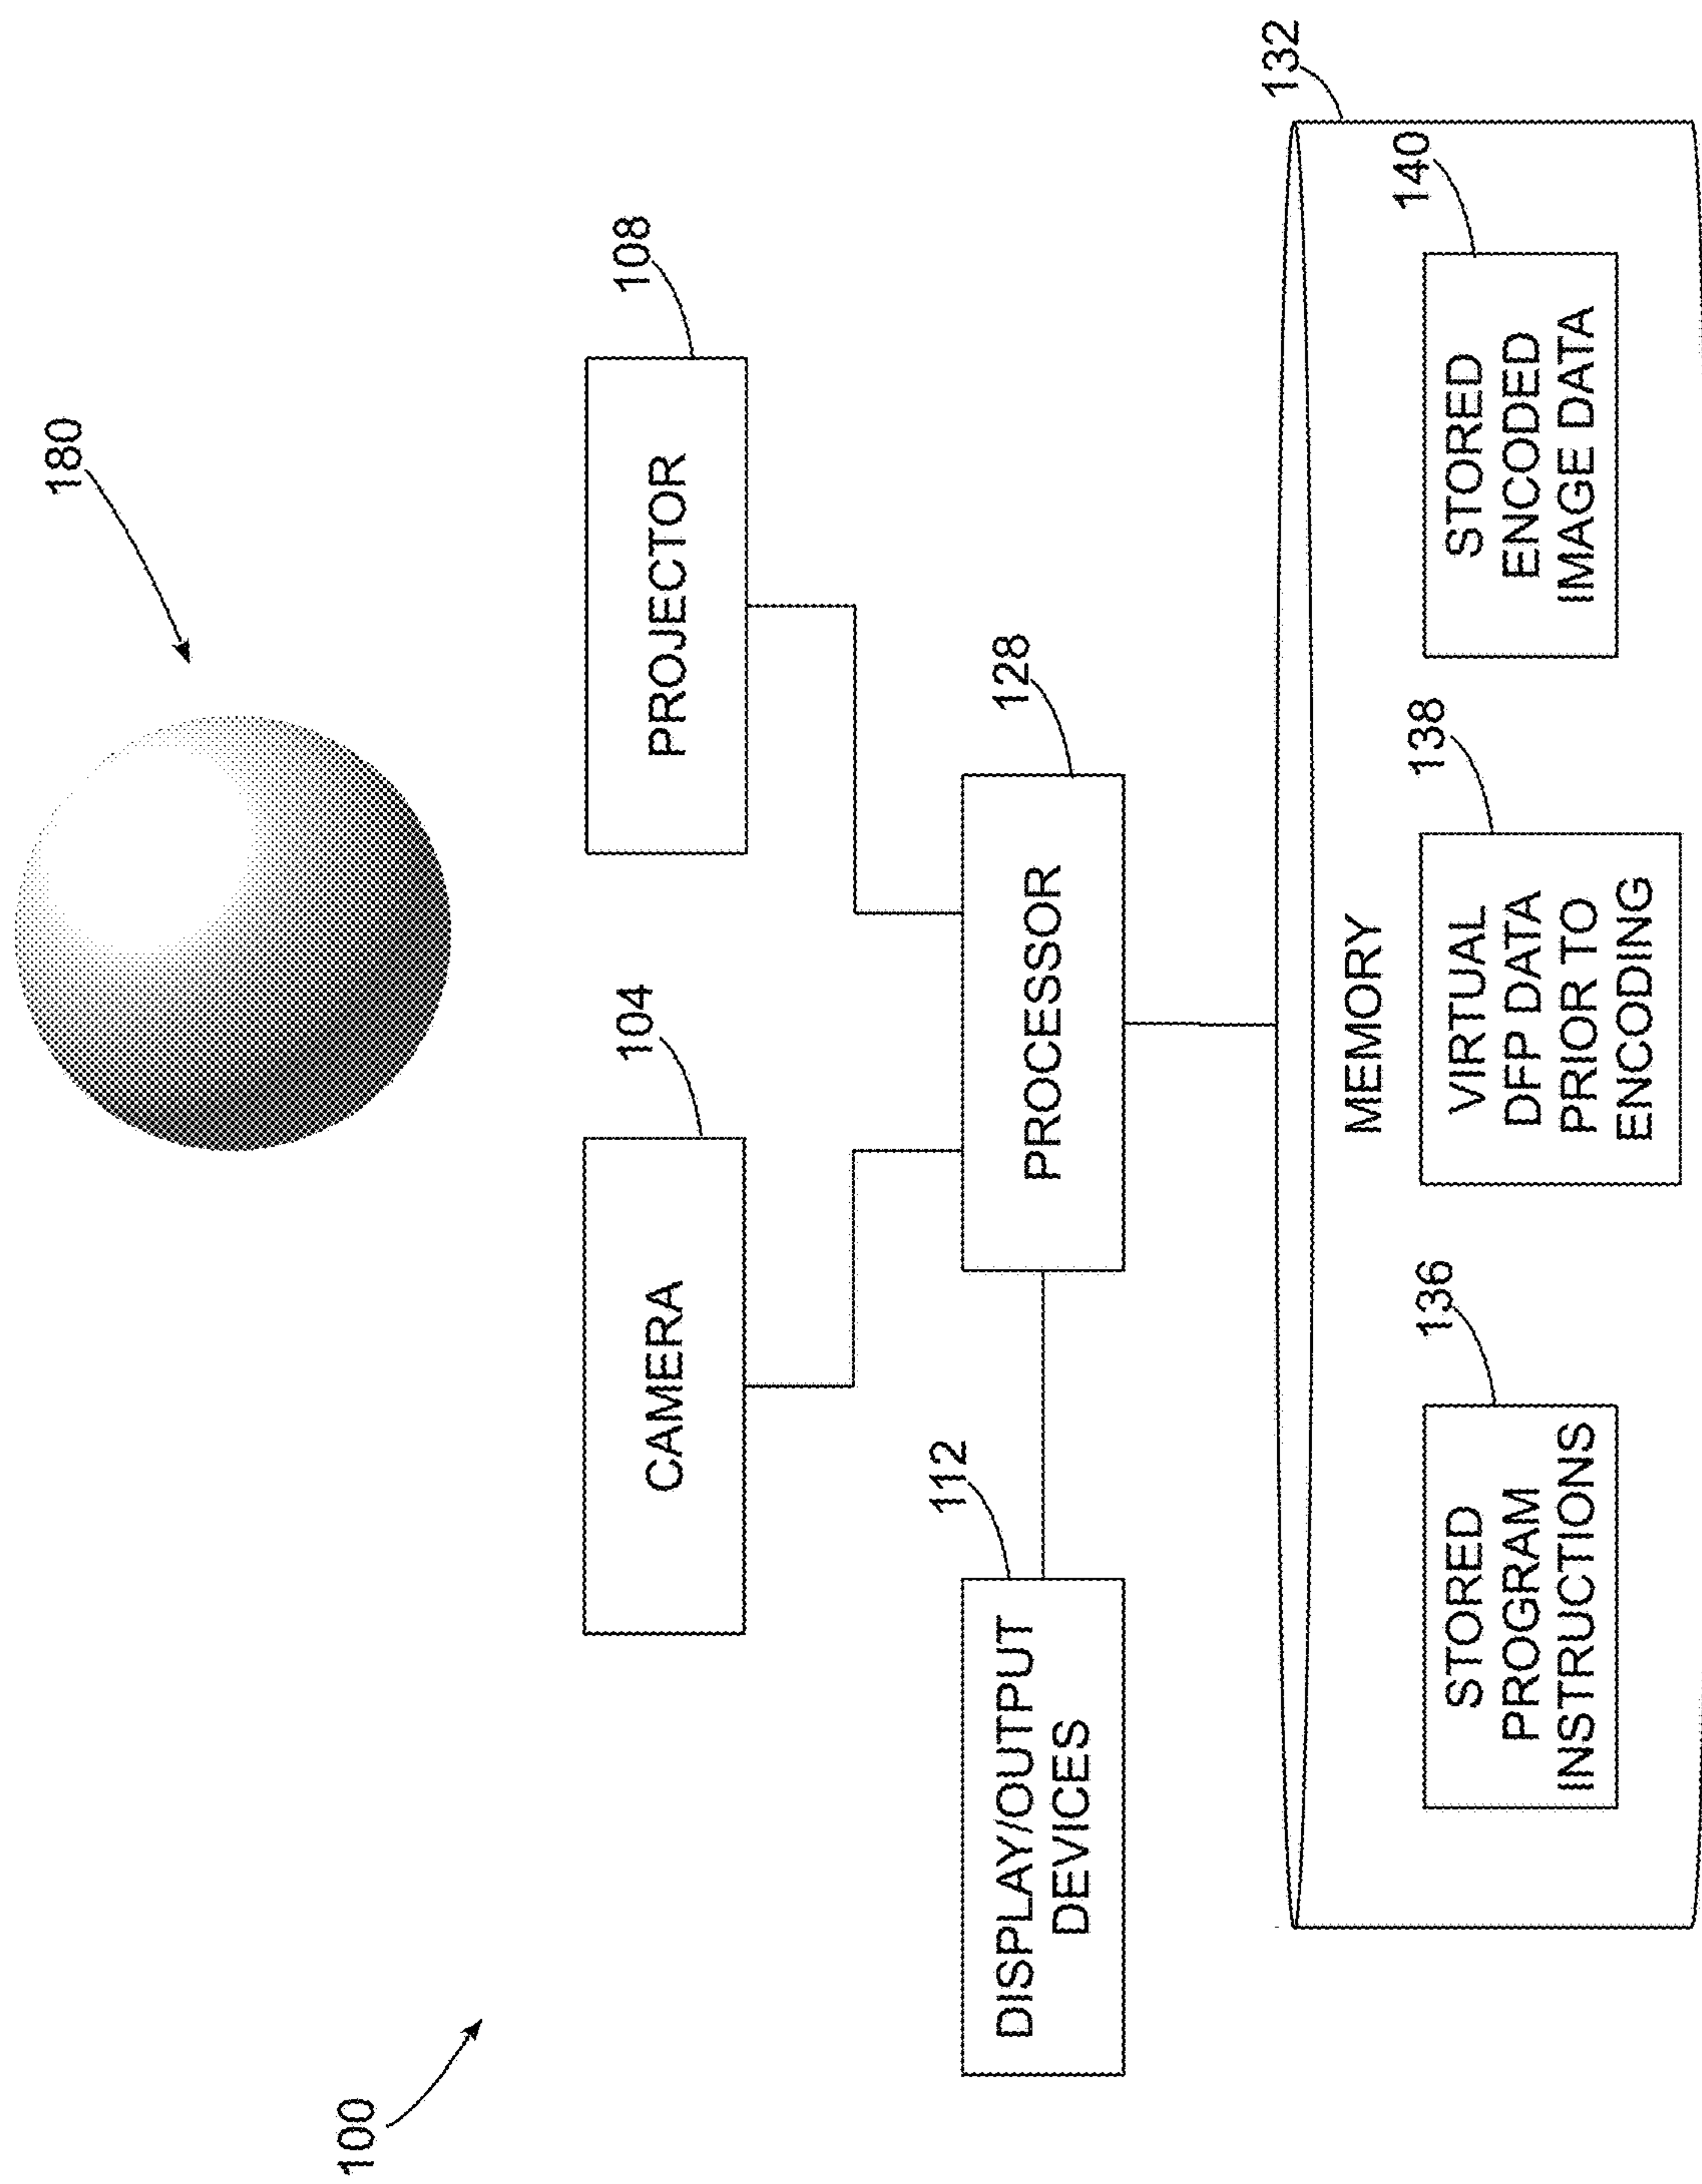 180
108
PROJECTOR
104
CAMERA
100
128
PROCESSOR
112
DISPLAY/OUTPUT
DEVICES
132
MEMORY
136
STORED
PROGRAM
INSTRUCTIONS
138
VIRTUAL
DFP DATA
PRIOR TO
ENCODING
140
STORED
ENCODED
IMAGE DATA